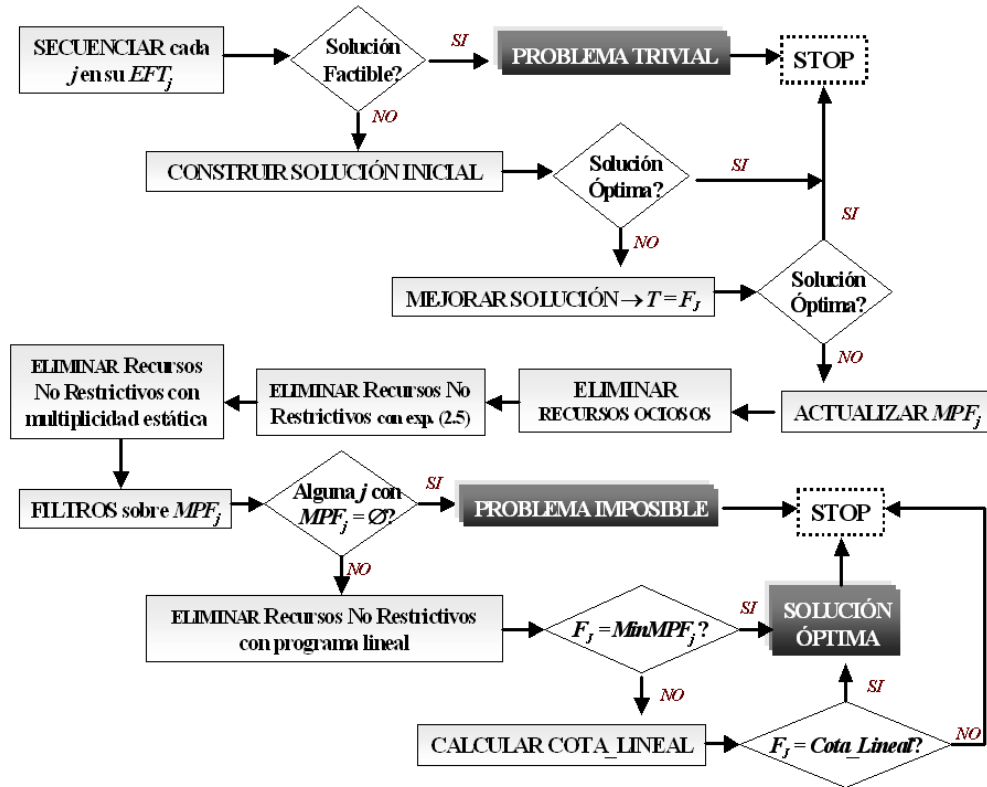 SECUENCIAR cada
j en su EFTj
Solución
Factible?
SI
PROBLEMA TRIVIAL
STOP
NO
CONSTRUIR SOLUCIÓN INICIAL
Solución
Óptima?
SI
NO
SI
MEJORAR SOLUCIÓN → T = FJ
Solución
Óptima?
NO
ELIMINAR Recursos
No Restrictivos con
multiplicidad estática
ELIMINAR Recursos No
Restrictivos con exp. (2.5)
ELIMINAR
RECURSOS OCIOSOS
ACTUALIZAR MPFj
FILTROS sobre MPFj
Alguna j con
MPFj = Ø?
SI
PROBLEMA IMPOSIBLE
STOP
NO
ELIMINAR Recursos No Restrictivos
con programa lineal
FJ = MinMPFj?
SI
SOLUCIÓN
ÓPTIMA
NO
SI
CALCULAR COTA_LINEAL
FJ = Cota_Lineal?
NO